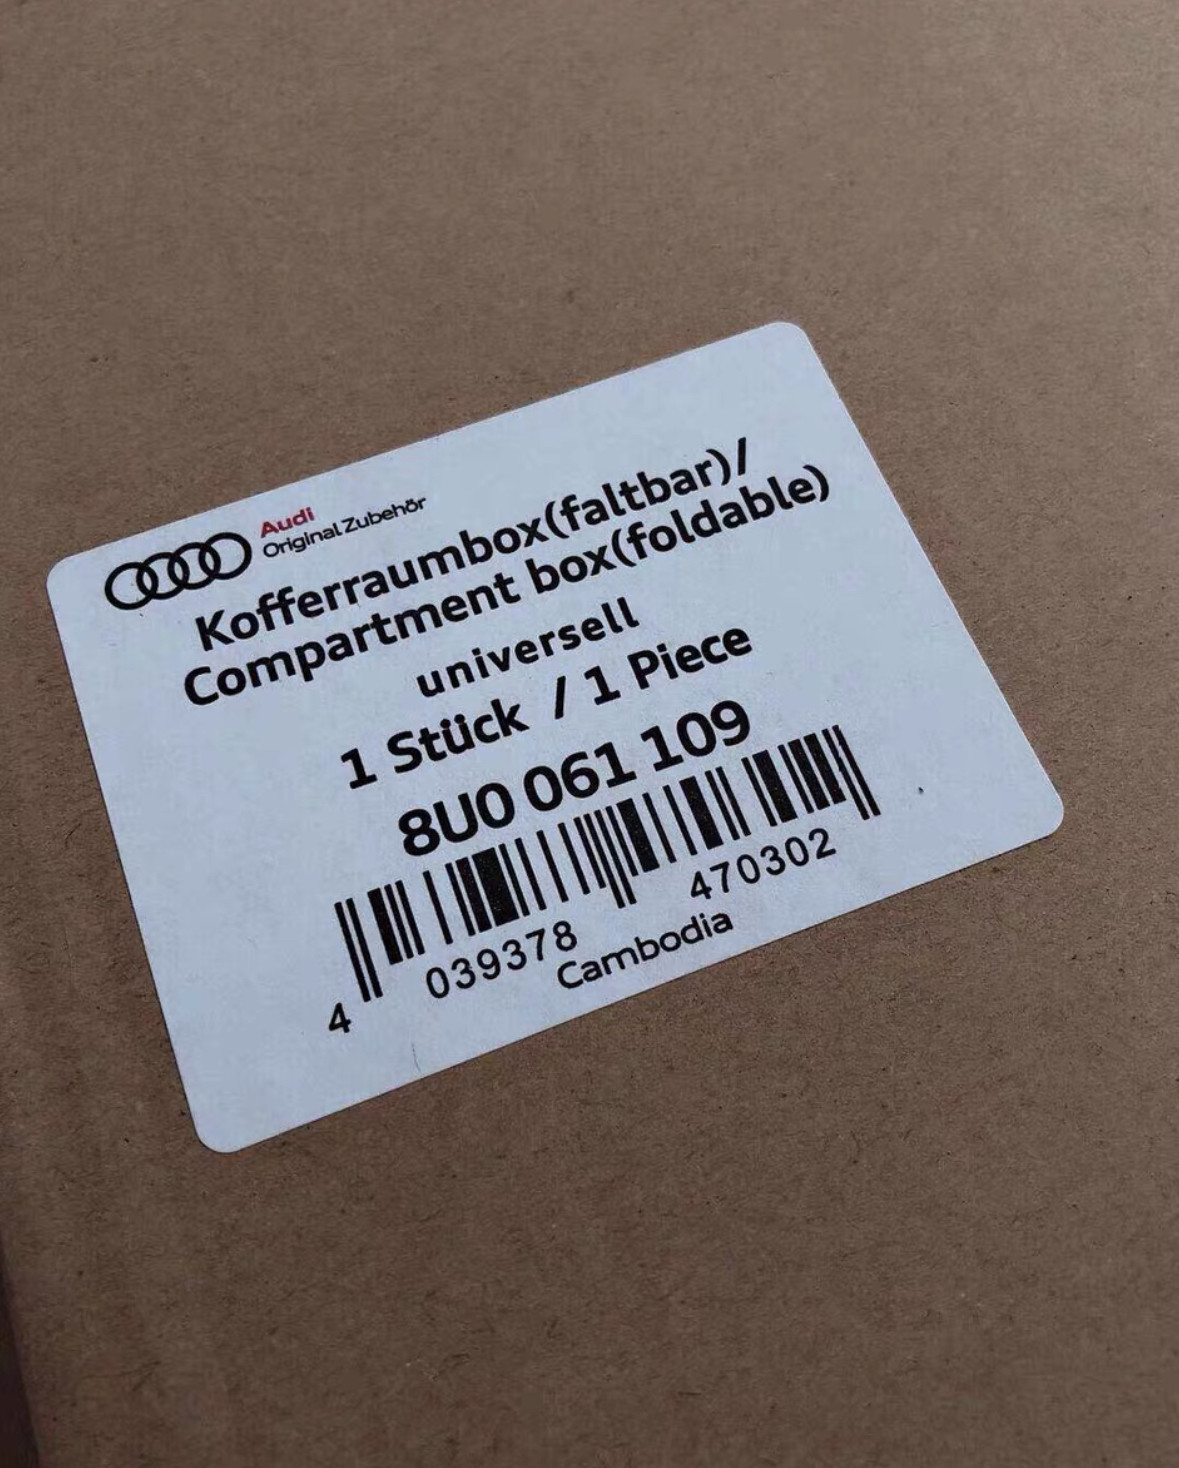 Audi
Original Zubehör
Kofferraumbox(faltbar)/
Compartment box(foldable)
universell
1 Stück / 1 Piece
8U0 061 109
4 039378 470302
Cambodia